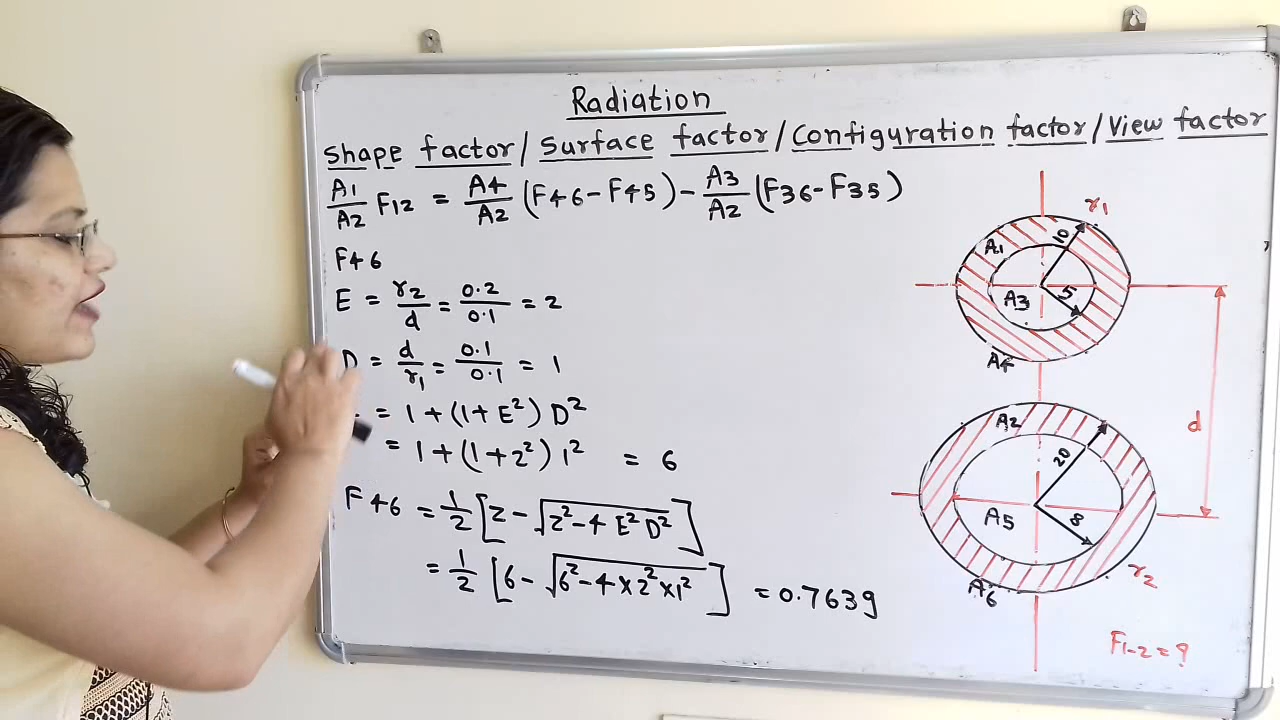 Radiation
Shape factor/Surface factor/Configuration factor/View factor
A1/A2 F12 = A4/A2 (F46-F45) - A3/A2 (F36-F35)
F46
E = r2/d = 0.2/0.1 = 2
D = d/r1 = 0.1/0.1 = 1
= 1+(1+E²) D²
= 1+(1+2²) 1² = 6
F46 = 1/2 [Z - √Z²-4 E² D²]
= 1/2 [6- √6²-4×2²×1²] = 0.7639
r1
A1
10
A3
5
A4
A2
20
d
A5
8
A6
r2
F1-2 = ?